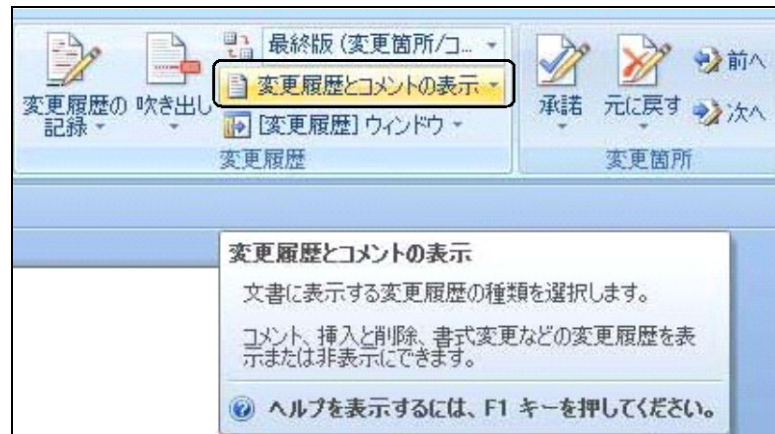 最終版 (変更箇所/コ...
変更履歴とコメントの表示
[変更履歴] ウィンドウ
変更履歴の
記録
吹き出し
変更履歴
承諾
元に戻す
前へ
次へ
変更箇所
変更履歴とコメントの表示
文書に表示する変更履歴の種類を選択します。
コメント、挿入と削除、書式変更などの変更履歴を表
示または非表示にできます。
ヘルプを表示するには、F1 キーを押してください。